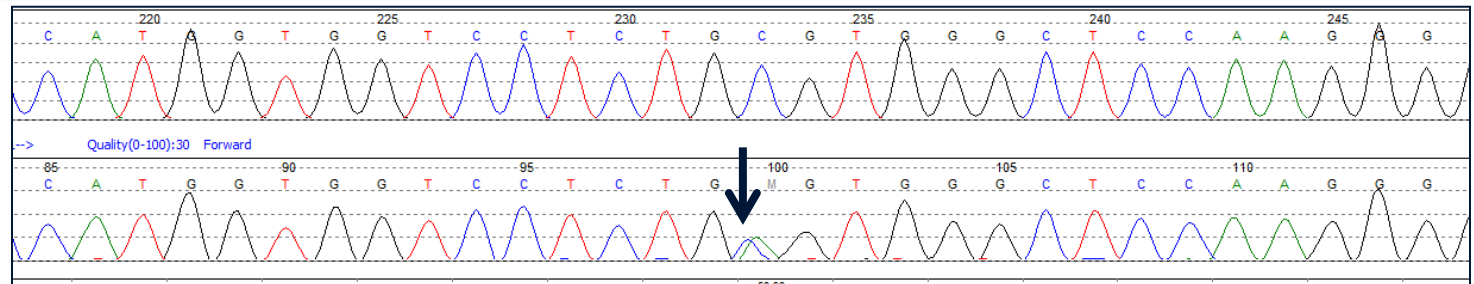 220 225 230 235 240 245
C A T G G T G G T C C T C T G C G T G G G C T C C A A G G G
--> Quality(0-100):30 Forward
85 90 95 100 105 110
C A T G G T G G T C C T C T G M G T G G G C T C C A A G G G